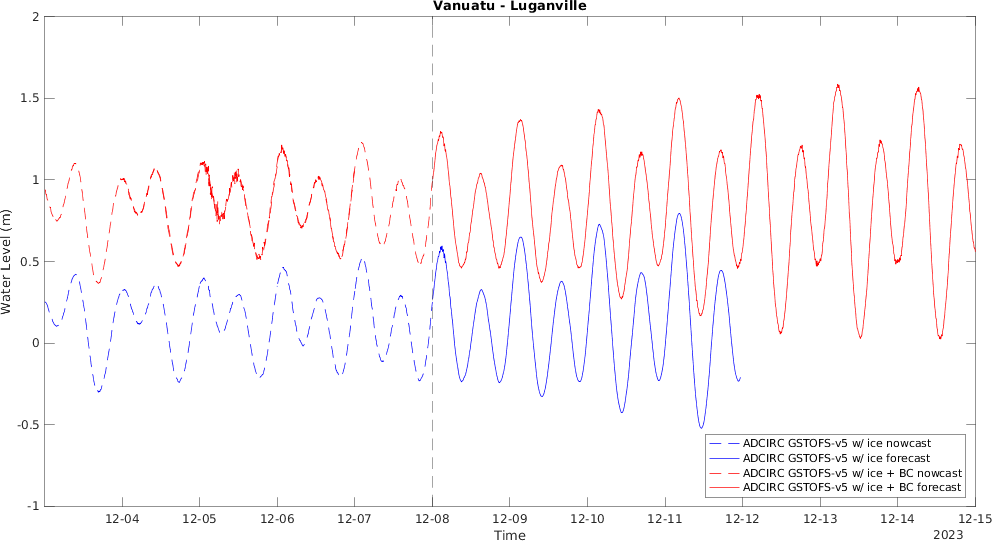 Vanuatu - Luganville
2
1.5
1
0.5
0
-0.5
-1
Water Level (m)
12-04 12-05 12-06 12-07 12-08 12-09 12-10 12-11 12-12 12-13 12-14 12-15
Time
2023
ADCIRC GSTOFS-v5 w/ ice nowcast
ADCIRC GSTOFS-v5 w/ ice forecast
ADCIRC GSTOFS-v5 w/ ice + BC nowcast
ADCIRC GSTOFS-v5 w/ ice + BC forecast